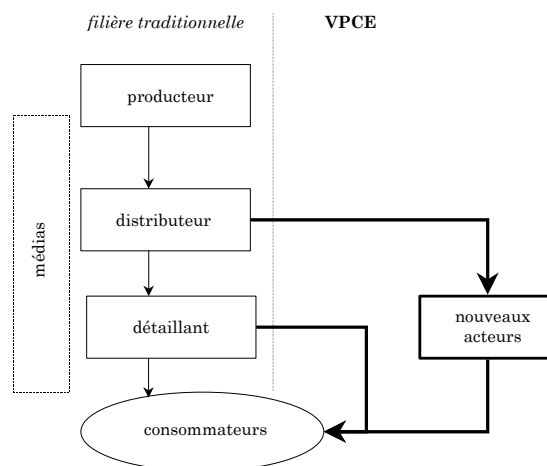 filière traditionnelle
VPCE
producteur
médias
distributeur
détaillant
nouveaux
acteurs
consommateurs